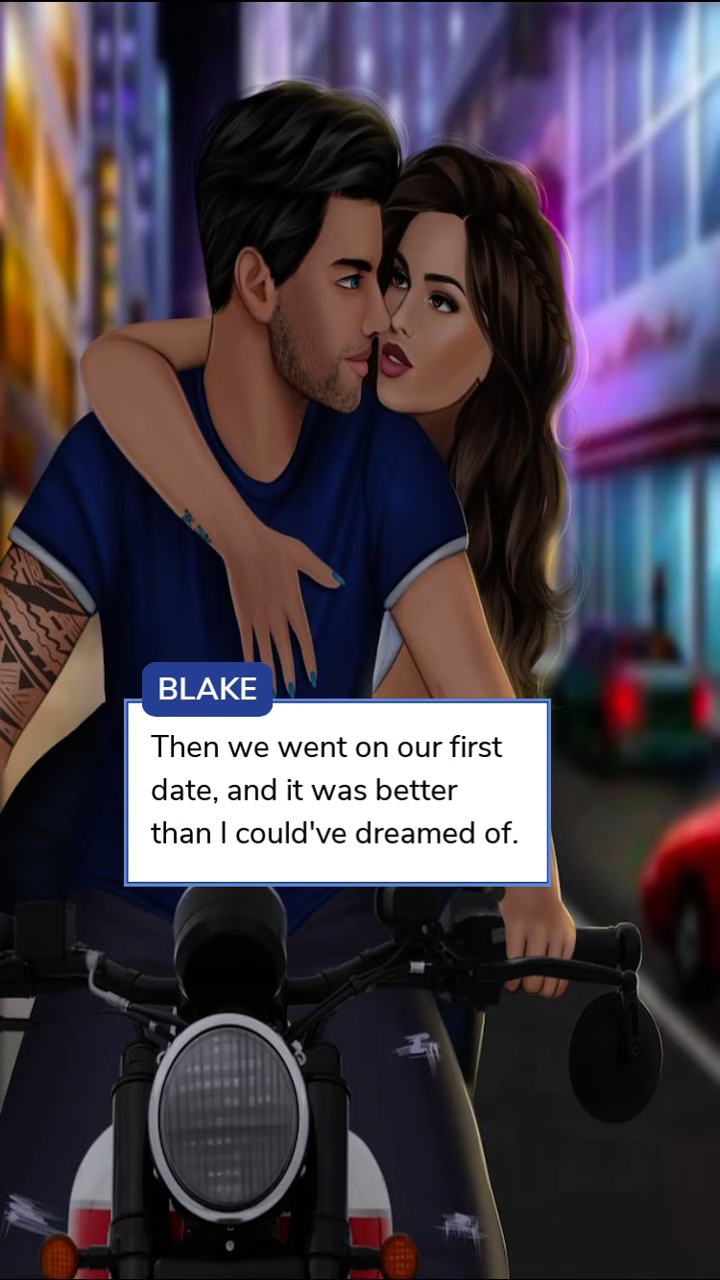 BLAKE
Then we went on our first
date, and it was better
than I could've dreamed of.